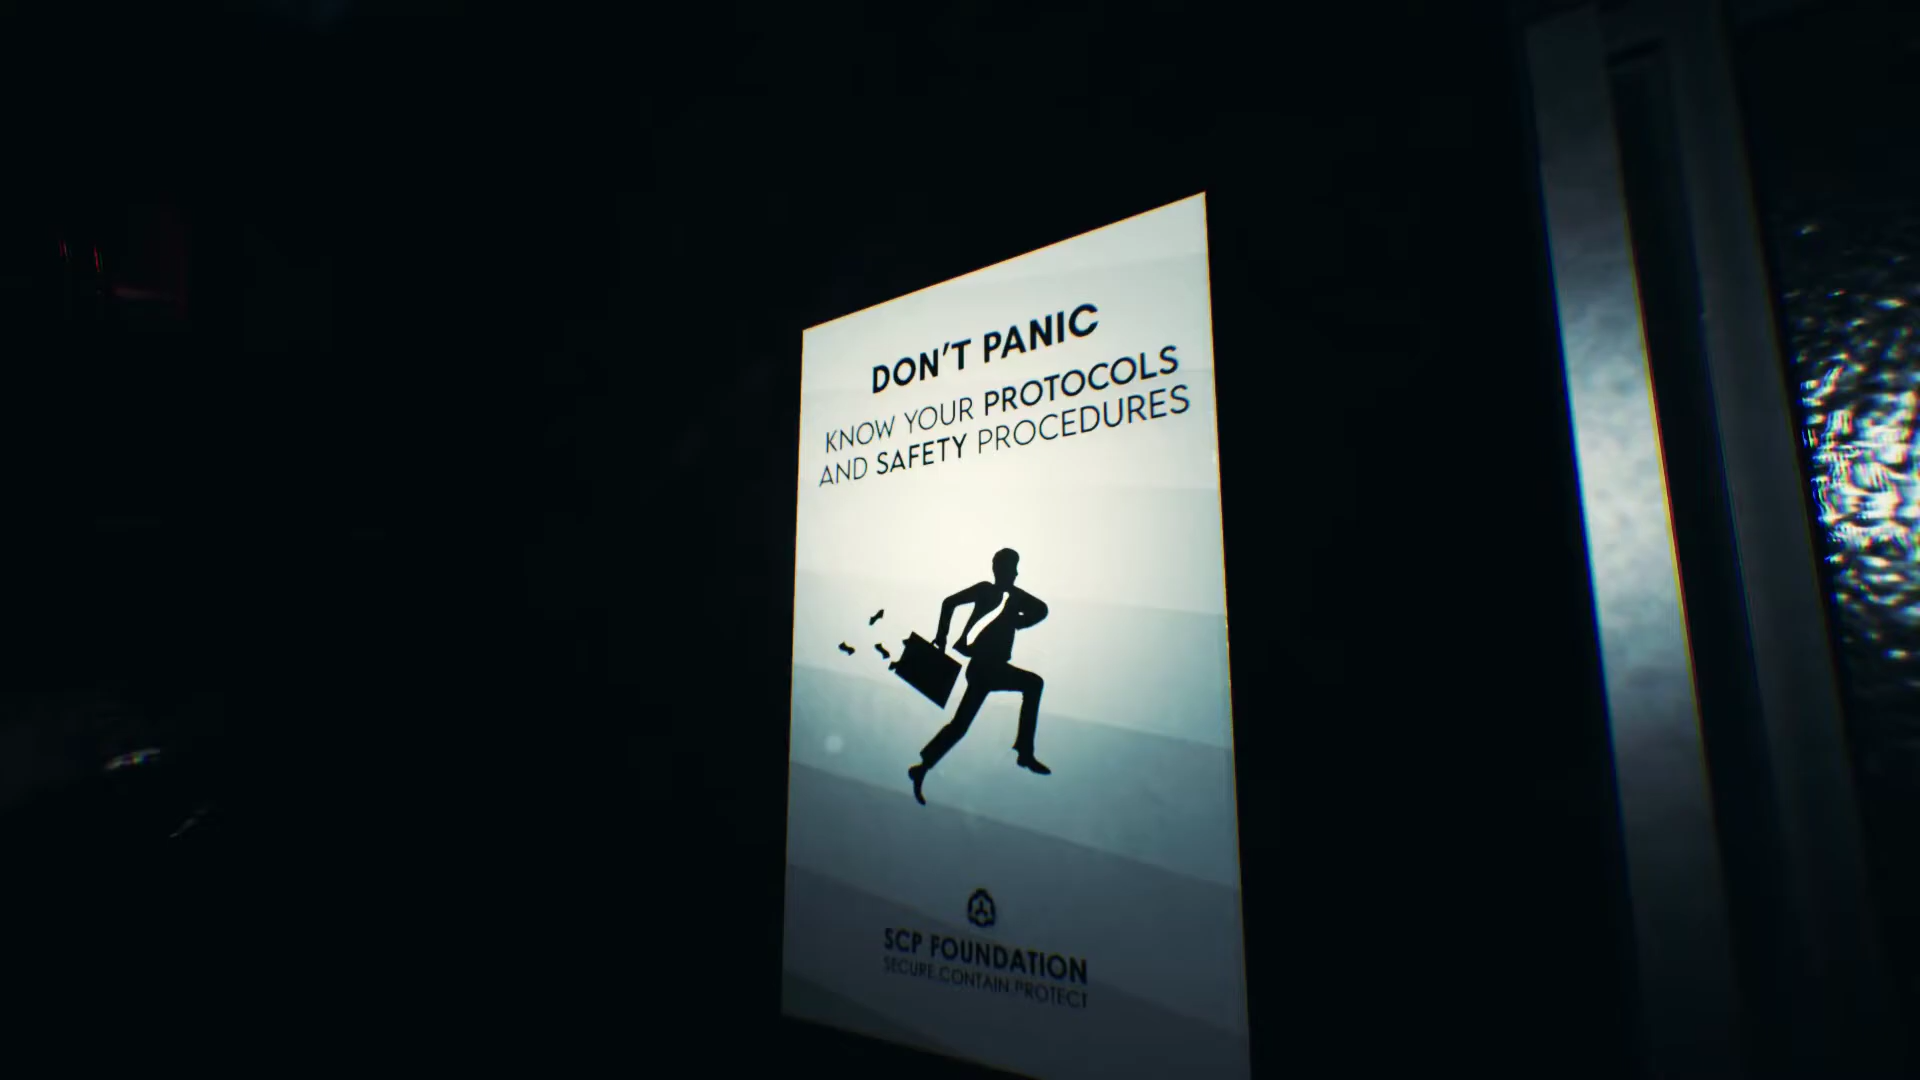 DON'T PANIC
KNOW YOUR PROTOCOLS
AND SAFETY PROCEDURES
SCP FOUNDATION
SECURE CONTAIN PROTECT